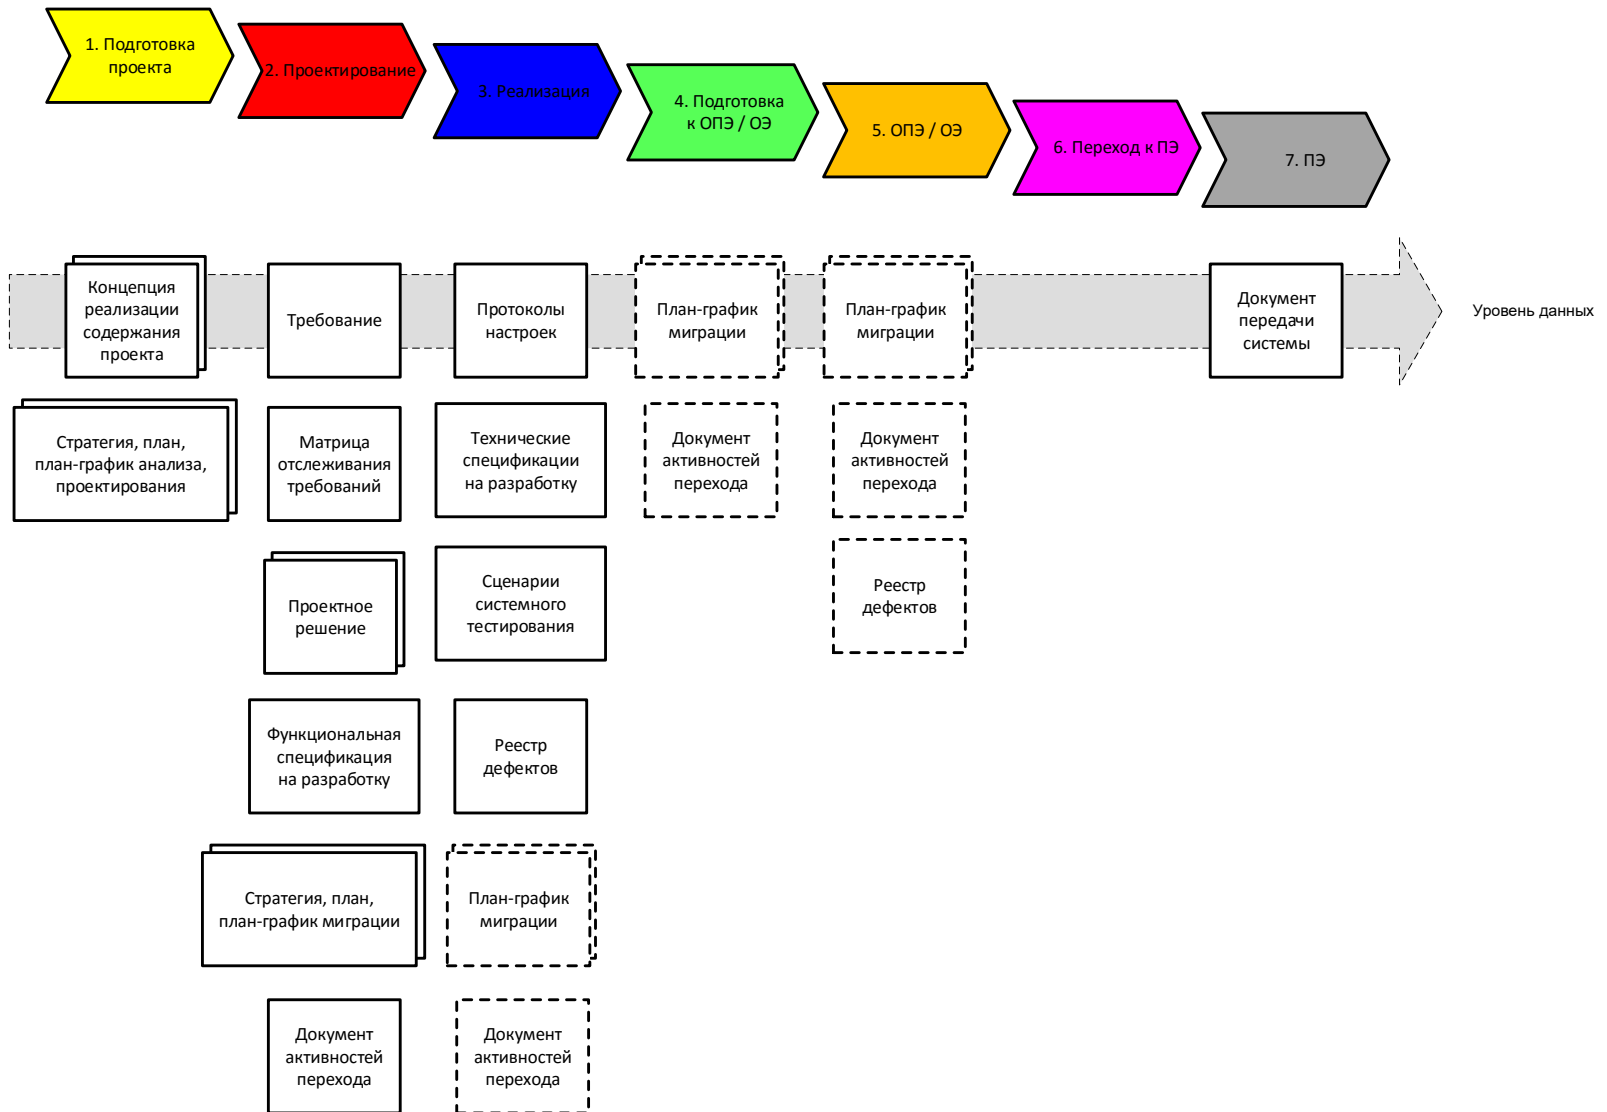 1. Подготовка
проекта
2. Проектирование
3. Реализация
4. Подготовка
к ОПЭ / ОЭ
5. ОПЭ / ОЭ
6. Переход к ПЭ
7. ПЭ
Концепция
реализации
содержания
проекта
Требование
Протоколы
настроек
План-график
миграции
План-график
миграции
Документ
передачи
системы
Уровень данных
Стратегия, план,
план-график анализа,
проектирования
Матрица
отслеживания
требований
Технические
спецификации
на разработку
Документ
активностей
перехода
Документ
активностей
перехода
Проектное
решение
Сценарии
системного
тестирования
Реестр
дефектов
Функциональная
спецификация
на разработку
Реестр
дефектов
Стратегия, план,
план-график миграции
План-график
миграции
Документ
активностей
перехода
Документ
активностей
перехода